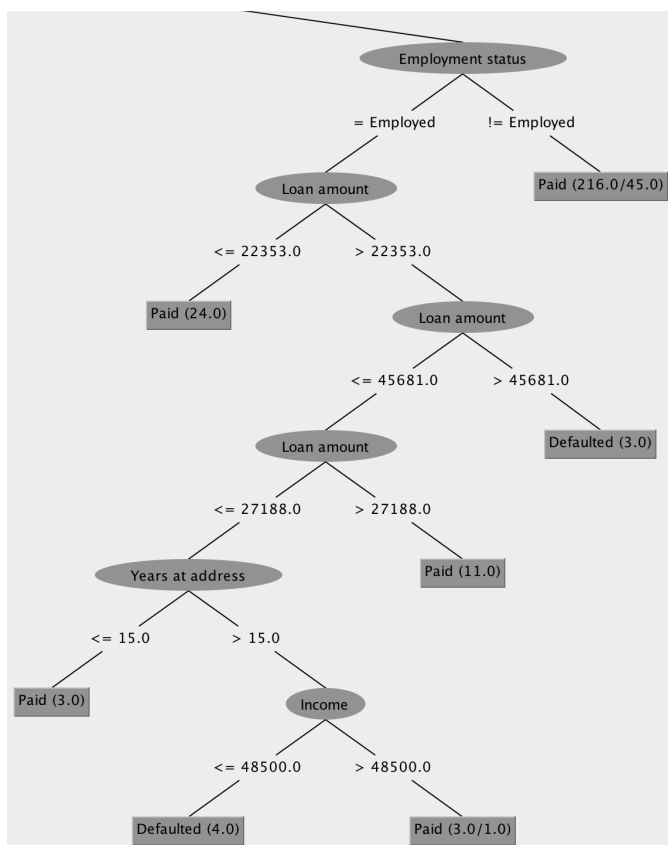 Employment status
= Employed != Employed
Loan amount Paid (216.0/45.0)
<= 22353.0 > 22353.0
Paid (24.0) Loan amount
<= 45681.0 > 45681.0
Loan amount Defaulted (3.0)
<= 27188.0 > 27188.0
Years at address Paid (11.0)
<= 15.0 > 15.0
Paid (3.0) Income
<= 48500.0 > 48500.0
Defaulted (4.0) Paid (3.0/1.0)